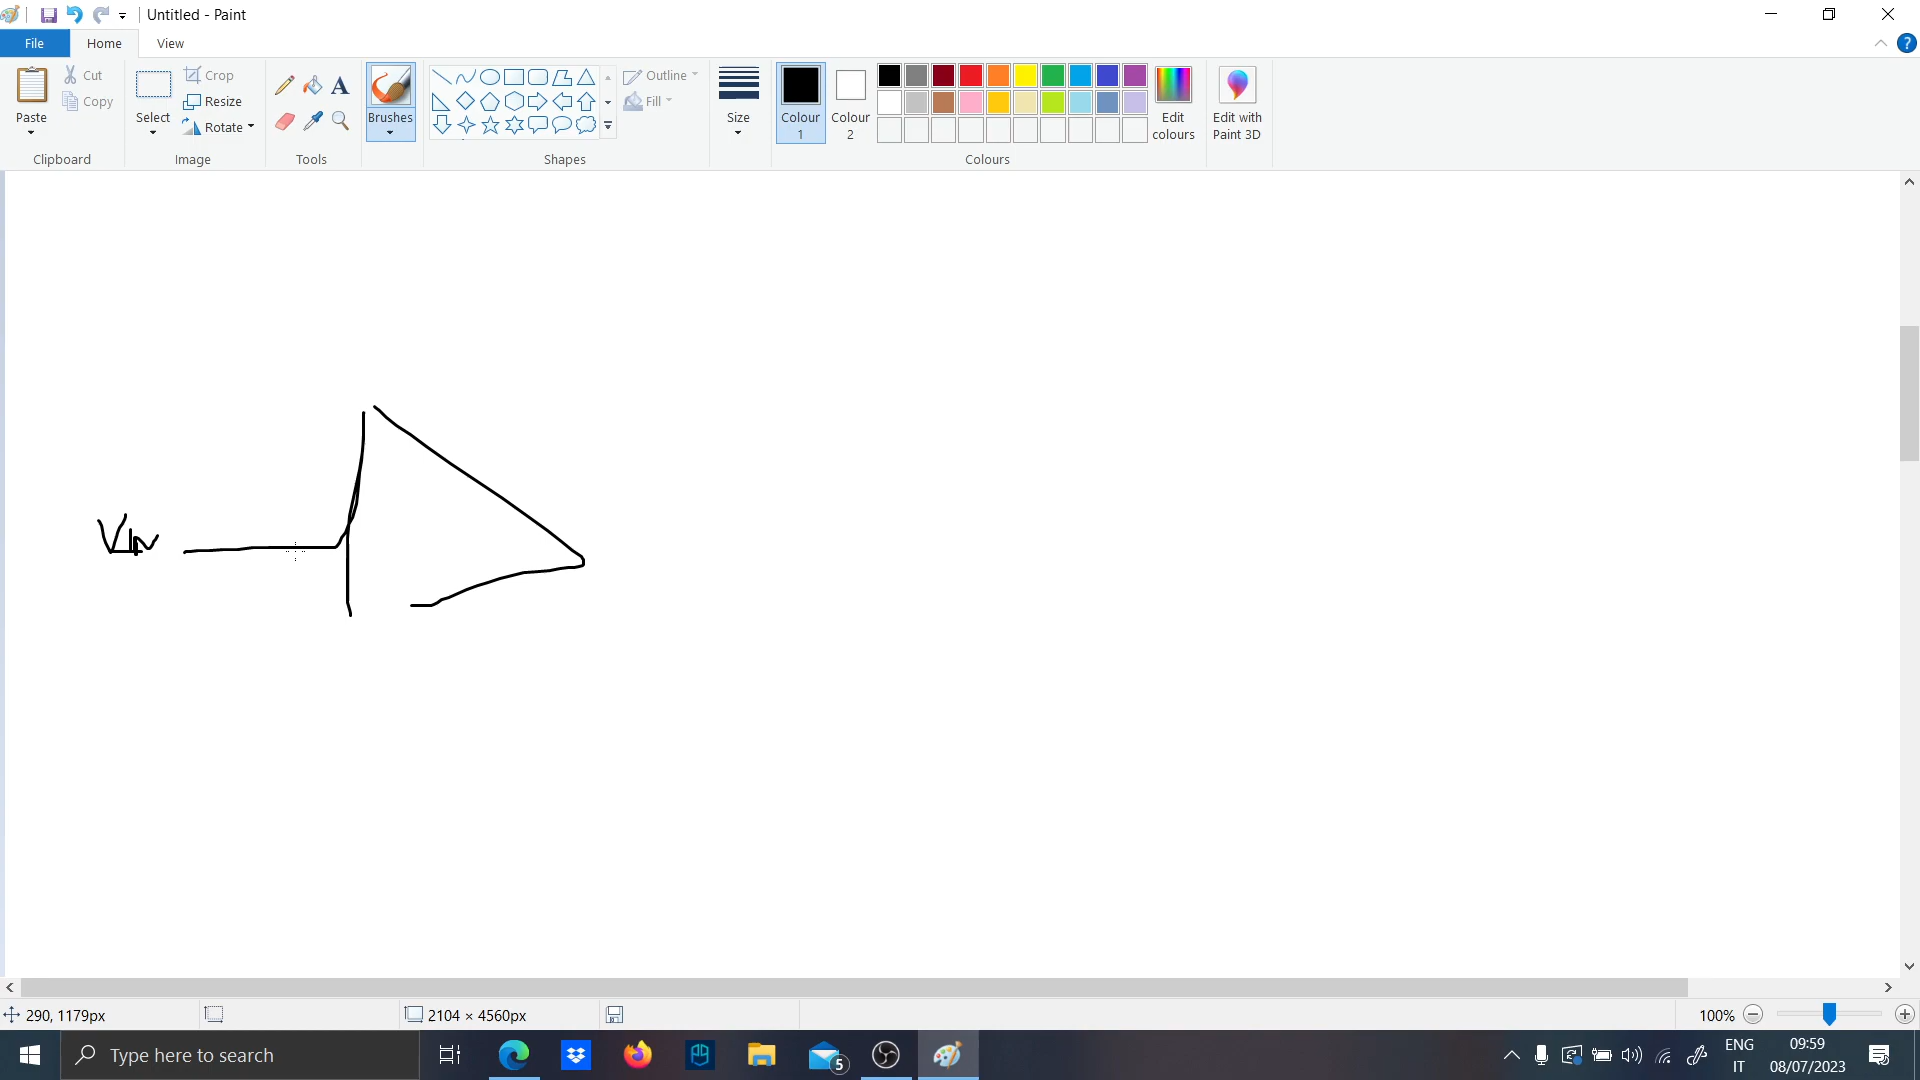 Untitled - Paint
File Home View
Paste
Cut
Copy
Clipboard
Select
Crop
Resize
Rotate
Image
Tools
Brushes
Shapes
Outline
Fill
Size
Colour 1
Colour 2
Colours
Edit colours
Edit with Paint 3D
VIN
290, 1179px
2104 × 4560px
100%
Type here to search
5
ENG
IT
09:59
08/07/2023